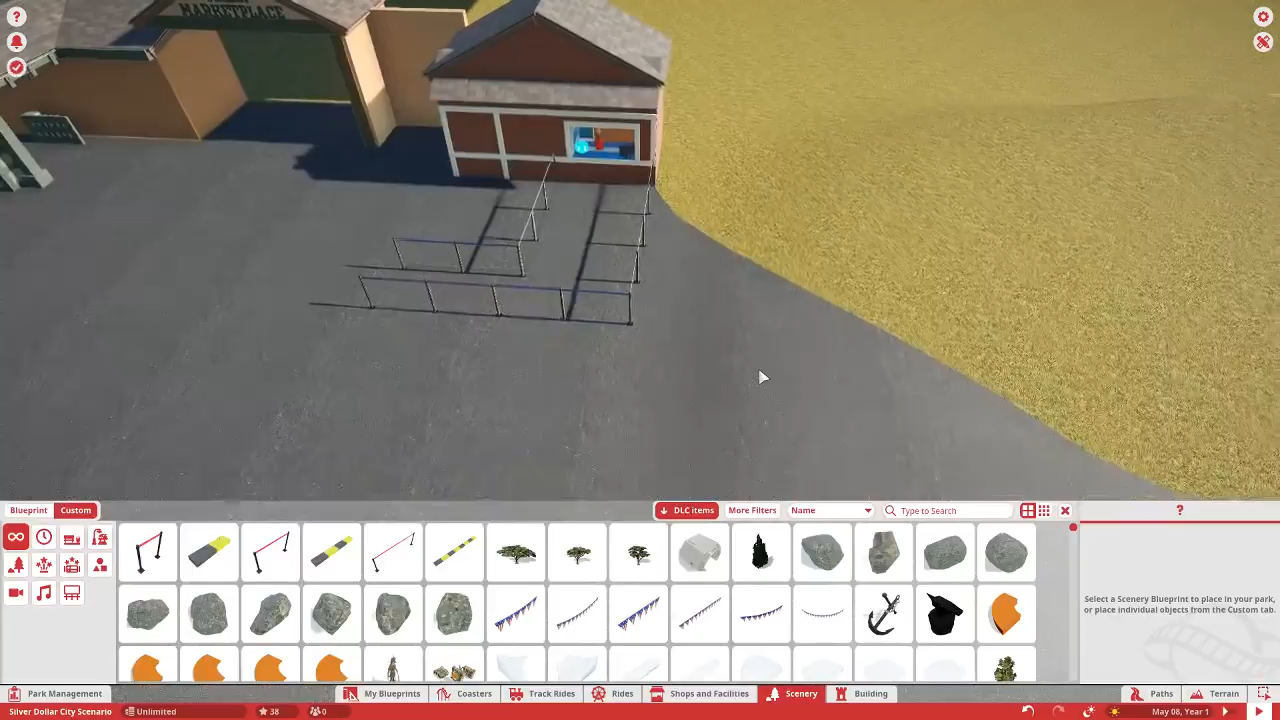 MARKETPLACE
?
Blueprint
Custom
DLC items
More Filters
Name
Type to Search
?
Select a Scenery Blueprint to place in your park,
or place individual objects from the Custom tab.
Park Management
My Blueprints
Coasters
Track Rides
Rides
Shops and Facilities
Scenery
Building
Paths
Terrain
Silver Dollar City Scenario
Unlimited
38
0
May 08, Year 1